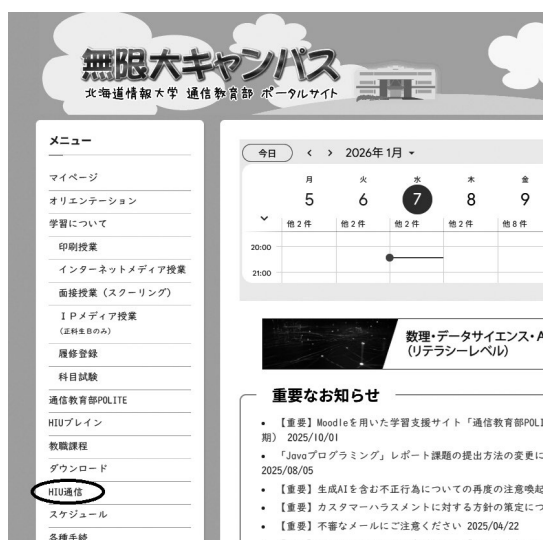 無限大キャンパス
北海道情報大学 通信教育部 ポータルサイト
メニュー
マイページ
オリエンテーション
学習について
印刷授業
インターネットメディア授業
面接授業（スクーリング）
IPメディア授業
（正科生Bのみ）
履修登録
科目試験
通信教育部POLITE
HIUブレイン
教職課程
ダウンロード
HIU通信
スケジュール
各種手続
今日 < > 2026年 1月
月 火 水 木 金
5 6 7 8 9
他 2 件 他 2 件 他 2 件 他 2 件 他 8 件
20:00
21:00
数理・データサイエンス・A
（リテラシーレベル）
重要なお知らせ
• 【重要】Moodleを用いた学習支援サイト「通信教育部POLI
期） 2025/10/01
• 「Javaプログラミング」レポート課題の提出方法の変更に
2025/08/05
• 【重要】生成AIを含む不正行為についての再度の注意喚起
• 【重要】カスタマーハラスメントに対する方針の策定につ
• 【重要】不審なメールにご注意ください 2025/04/22